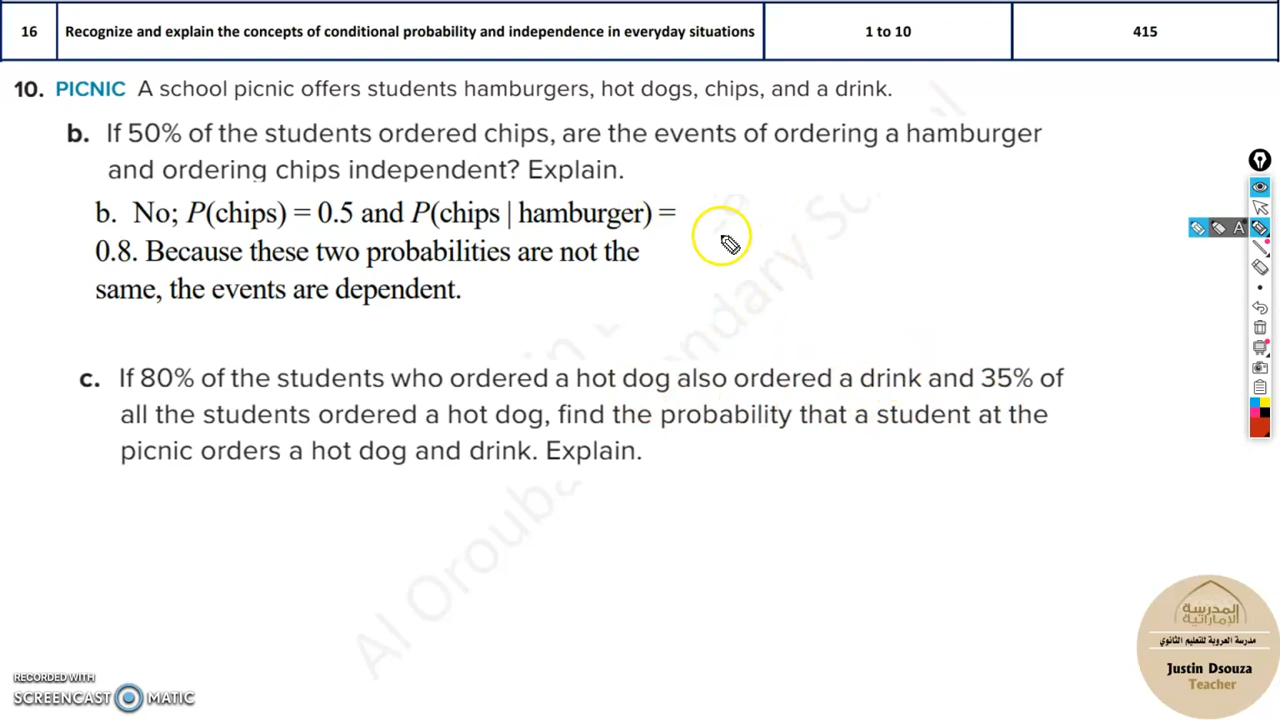 16 Recognize and explain the concepts of conditional probability and independence in everyday situations 1 to 10 415
10. PICNIC A school picnic offers students hamburgers, hot dogs, chips, and a drink.
b. If 50% of the students ordered chips, are the events of ordering a hamburger
and ordering chips independent? Explain.
b. No; P(chips) = 0.5 and P(chips | hamburger) =
0.8. Because these two probabilities are not the
same, the events are dependent.
c. If 80% of the students who ordered a hot dog also ordered a drink and 35% of
all the students ordered a hot dog, find the probability that a student at the
picnic orders a hot dog and drink. Explain.
A
المدرسة
الإماراتية
مدرسة العروبة للتعليم الثانوي
Justin Dsouza
Teacher
RECORDED WITH
SCREENCAST MATIC